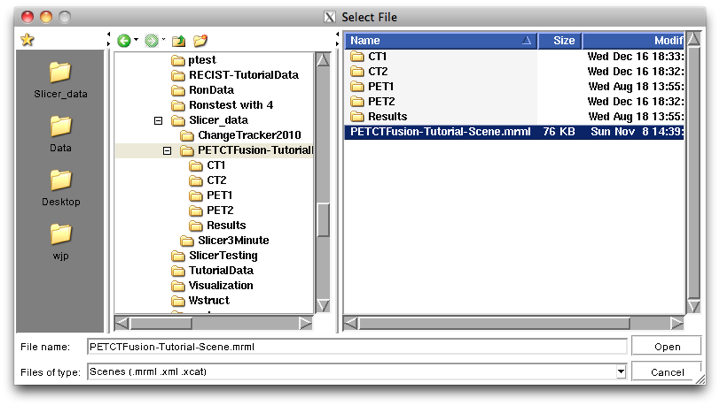 Select File
Slicer_data
Data
Desktop
wjp
ptest
RECIST-TutorialData
RonData
Ronstest with 4
Slicer_data
ChangeTracker2010
PETCTFusion-Tutorial
CT1
CT2
PET1
PET2
Results
Slicer3Minute
SlicerTesting
TutorialData
Visualization
Wstruct
Name Size Modif
CT1 Wed Dec 16 18:33:
CT2 Wed Dec 16 18:32:
PET1 Wed Aug 18 13:55:
PET2 Wed Dec 16 18:32:
Results Wed Aug 18 13:55:
PETCTFusion-Tutorial-Scene.mrml 76 KB Sun Nov 8 14:39:
File name: PETCTFusion-Tutorial-Scene.mrml Open
Files of type: Scenes (.mrml .xml .xcat) Cancel